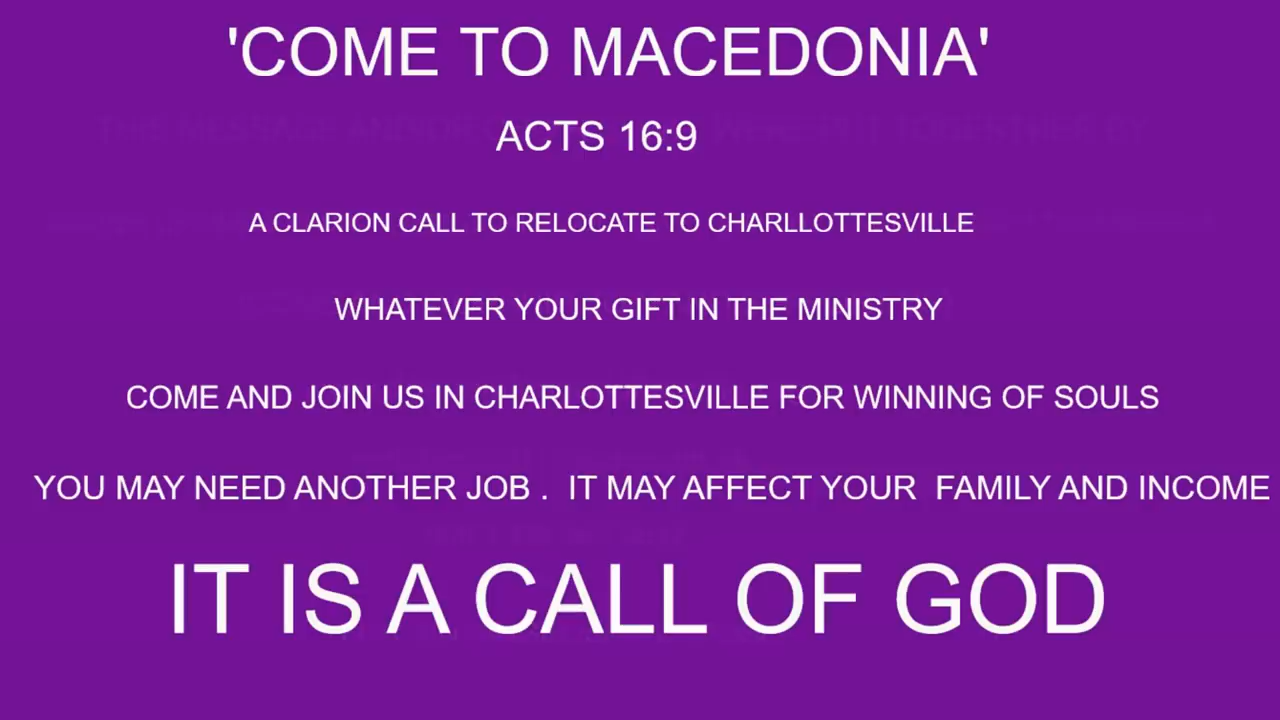 'COME TO MACEDONIA'
ACTS 16:9
A CLARION CALL TO RELOCATE TO CHARLLOTTESVILLE
WHATEVER YOUR GIFT IN THE MINISTRY
COME AND JOIN US IN CHARLOTTESVILLE FOR WINNING OF SOULS
YOU MAY NEED ANOTHER JOB .  IT MAY AFFECT YOUR  FAMILY AND INCOME
IT IS A CALL OF GOD